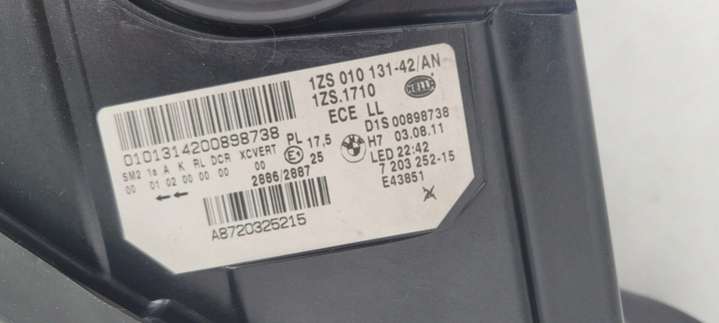 1ZS 010 131-42/AN
1ZS.1710
HELLA
ECE LL
0101314200898738
PL 17,5
D1S 00898738
SM2 1a A K RL DCR XCVERT
E1 25
H7 03.08.11
00 01 02 00 00 00 00
LED 22:42
2886/2887
7 203 252-15
E43851
A8720325215